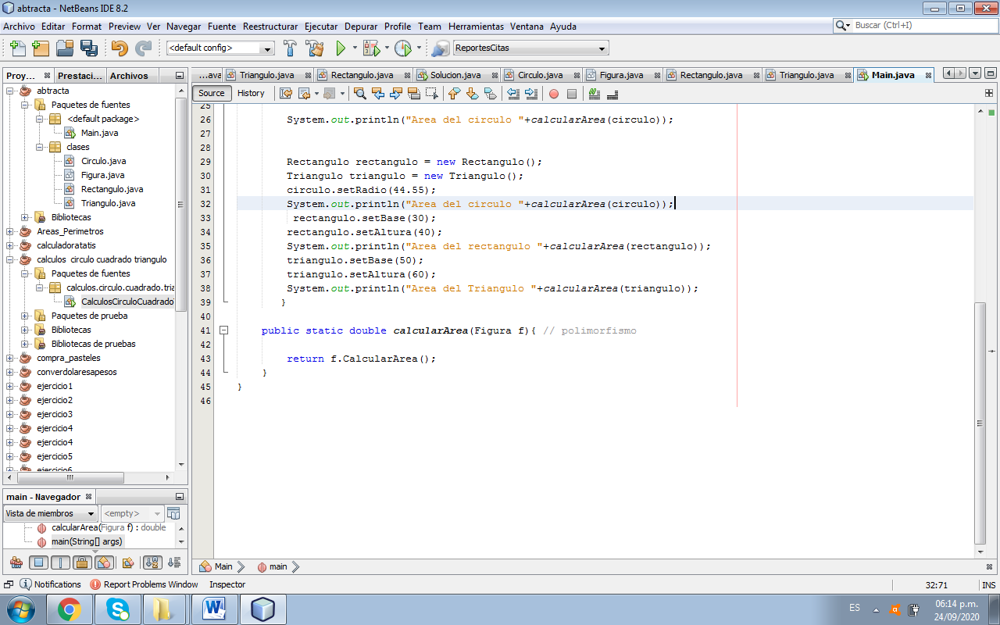 abtracta - NetBeans IDE 8.2
Archivo Editar Format Preview Ver Navegar Fuente Reestructurar Ejecutar Depurar Profile Team Herramientas Ventana Ayuda
Buscar (Ctrl+I)
<default config>
ReportesCitas
Proy... Prestaci... Archivos
...ava Triangulo.java Rectangulo.java Solucion.java Circulo.java Figura.java Rectangulo.java Triangulo.java Main.java
Source History
abtracta
Paquetes de fuentes
<default package>
Main.java
clases
Circulo.java
Figura.java
Rectangulo.java
Triangulo.java
Bibliotecas
Areas_Perimetros
calculadoratatis
calculos circulo cuadrado triangulo
Paquetes de fuentes
calculos.circulo.cuadrado.tria
CalculosCirculoCuadrado
Paquetes de prueba
Bibliotecas
Bibliotecas de pruebas
compra_pasteles
converdolaresapesos
ejercicio1
ejercicio2
ejercicio3
ejercicio4
ejercicio4
ejercicio5
ejercicio6
25
26 System.out.println("Area del circulo "+calcularArea(circulo));
27
28
29 Rectangulo rectangulo = new Rectangulo();
30 Triangulo triangulo = new Triangulo();
31 circulo.setRadio(44.55);
32 System.out.println("Area del circulo "+calcularArea(circulo));
33 rectangulo.setBase(30);
34 rectangulo.setAltura(40);
35 System.out.println("Area del rectangulo "+calcularArea(rectangulo));
36 triangulo.setBase(50);
37 triangulo.setAltura(60);
38 System.out.println("Area del Triangulo "+calcularArea(triangulo));
39 }
40
41 public static double calcularArea(Figura f){ // polimorfismo
42
43 return f.CalcularArea();
44 }
45 }
46
main - Navegador
Vista de miembros <empty>
calcularArea(Figura f) : double
main(String[] args)
Main main
Notifications Report Problems Window Inspector
32:71 INS
ES
06:14 p.m.
24/09/2020